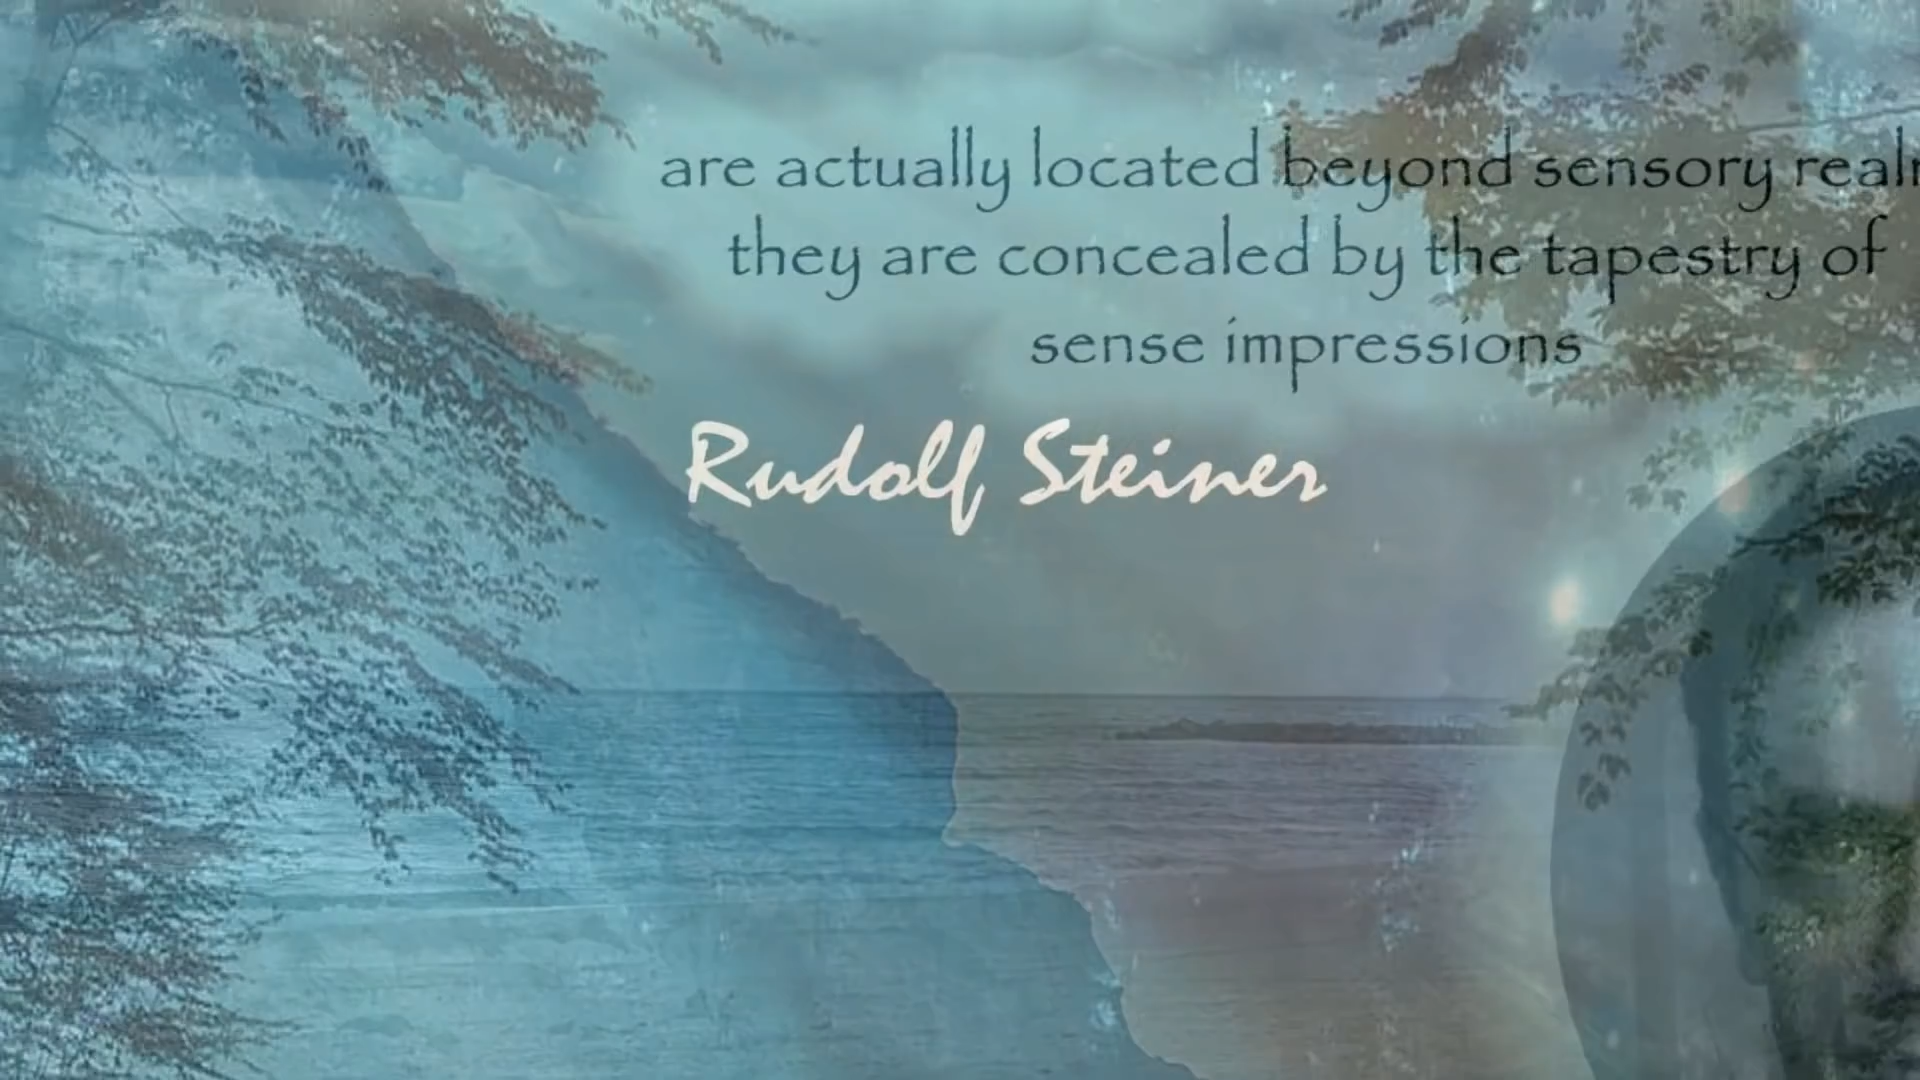 are actually located beyond sensory
they are concealed by the tapestry of
sense impressions
Rudolf Steiner